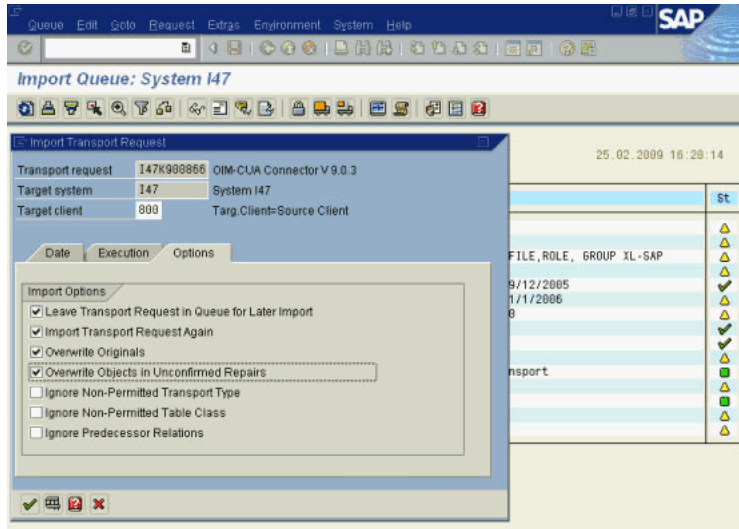 Queue Edit Goto Request Extras Environment System Help
SAP
Import Queue: System I47
Import Transport Request
25.02.2009 16:20:14
Transport request I47K900866 OIM-CUA Connector V 9.0.3
Target system I47 System I47
Target client 800 Targ.Client=Source Client
St
Date Execution Options
FILE,ROLE, GROUP XL-SAP
Import Options
9/12/2005
Leave Transport Request in Queue for Later Import
1/1/2006
Import Transport Request Again
Overwrite Originals
Overwrite Objects in Unconfirmed Repairs
nsport
Ignore Non-Permitted Transport Type
Ignore Non-Permitted Table Class
Ignore Predecessor Relations